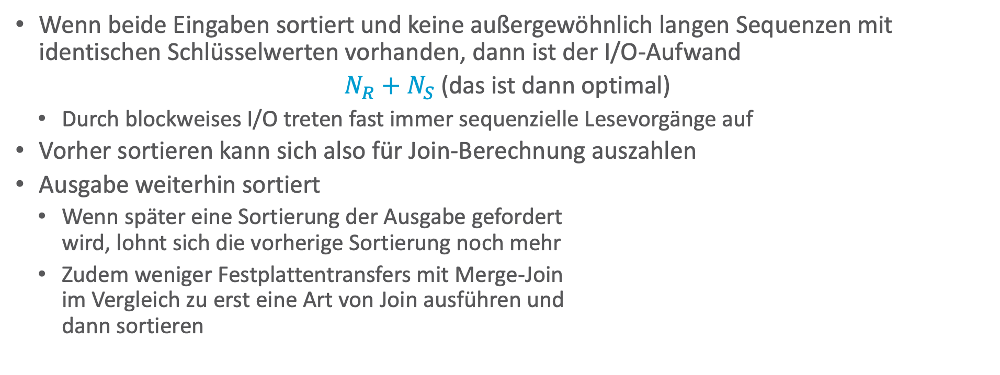 • Wenn beide Eingaben sortiert und keine außergewöhnlich langen Sequenzen mit
identischen Schlüsselwerten vorhanden, dann ist der I/O-Aufwand
N_R + N_S (das ist dann optimal)
• Durch blockweises I/O treten fast immer sequenzielle Lesevorgänge auf
• Vorher sortieren kann sich also für Join-Berechnung auszahlen
• Ausgabe weiterhin sortiert
• Wenn später eine Sortierung der Ausgabe gefordert
wird, lohnt sich die vorherige Sortierung noch mehr
• Zudem weniger Festplattentransfers mit Merge-Join
im Vergleich zu erst eine Art von Join ausführen und
dann sortieren